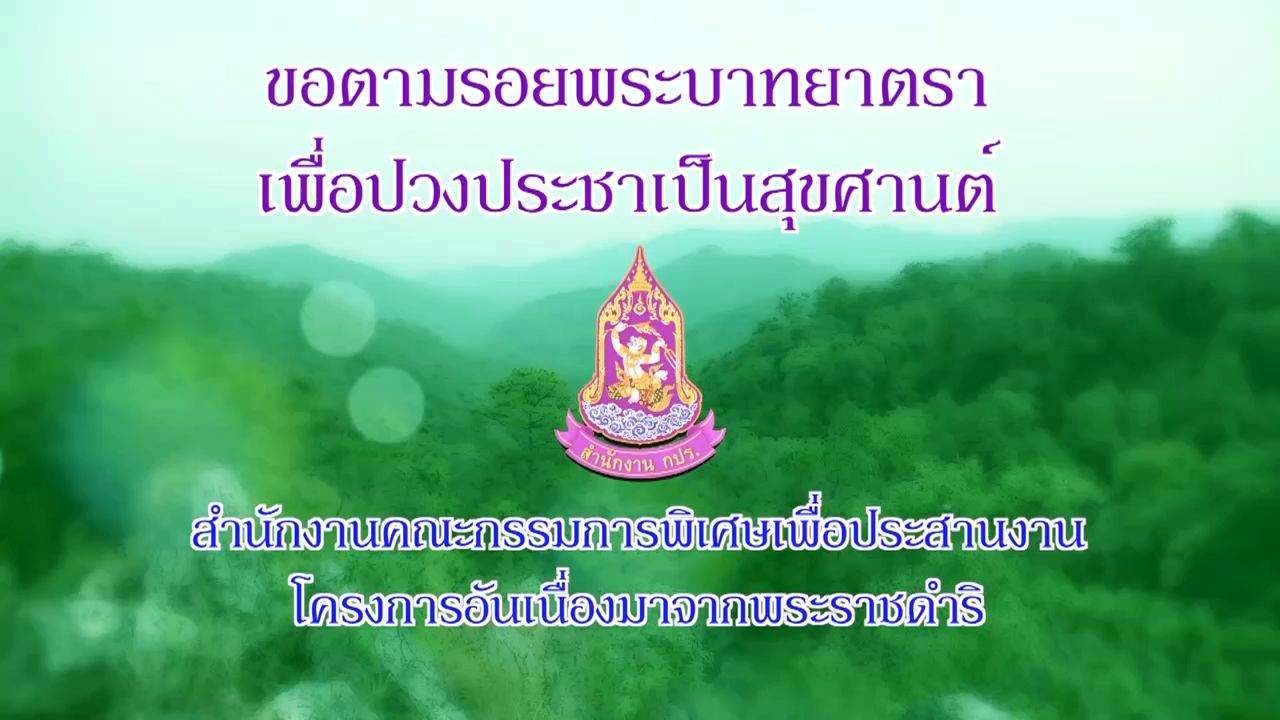 ขอตามรอยพระบาทยาตรา
เพื่อปวงประชาเป็นสุขศานต์
สำนักงาน กปร.
สำนักงานคณะกรรมการพิเศษเพื่อประสานงาน
โครงการอันเนื่องมาจากพระราชดำริ